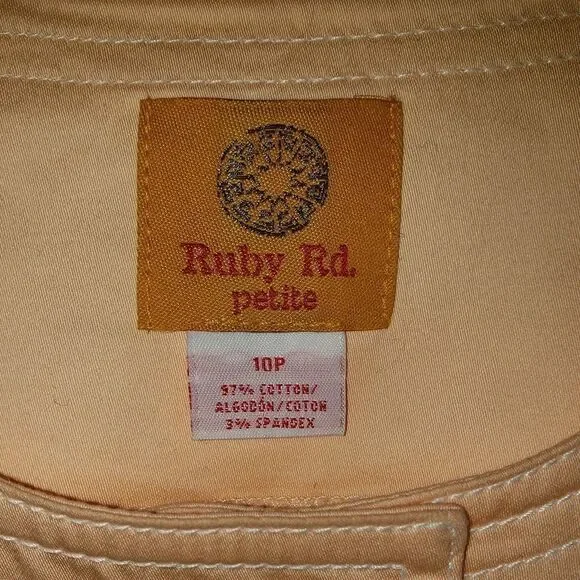 Ruby Rd.
petite
10P
97% COTTON/
ALGODÓN/COTON
3% SPANDEX